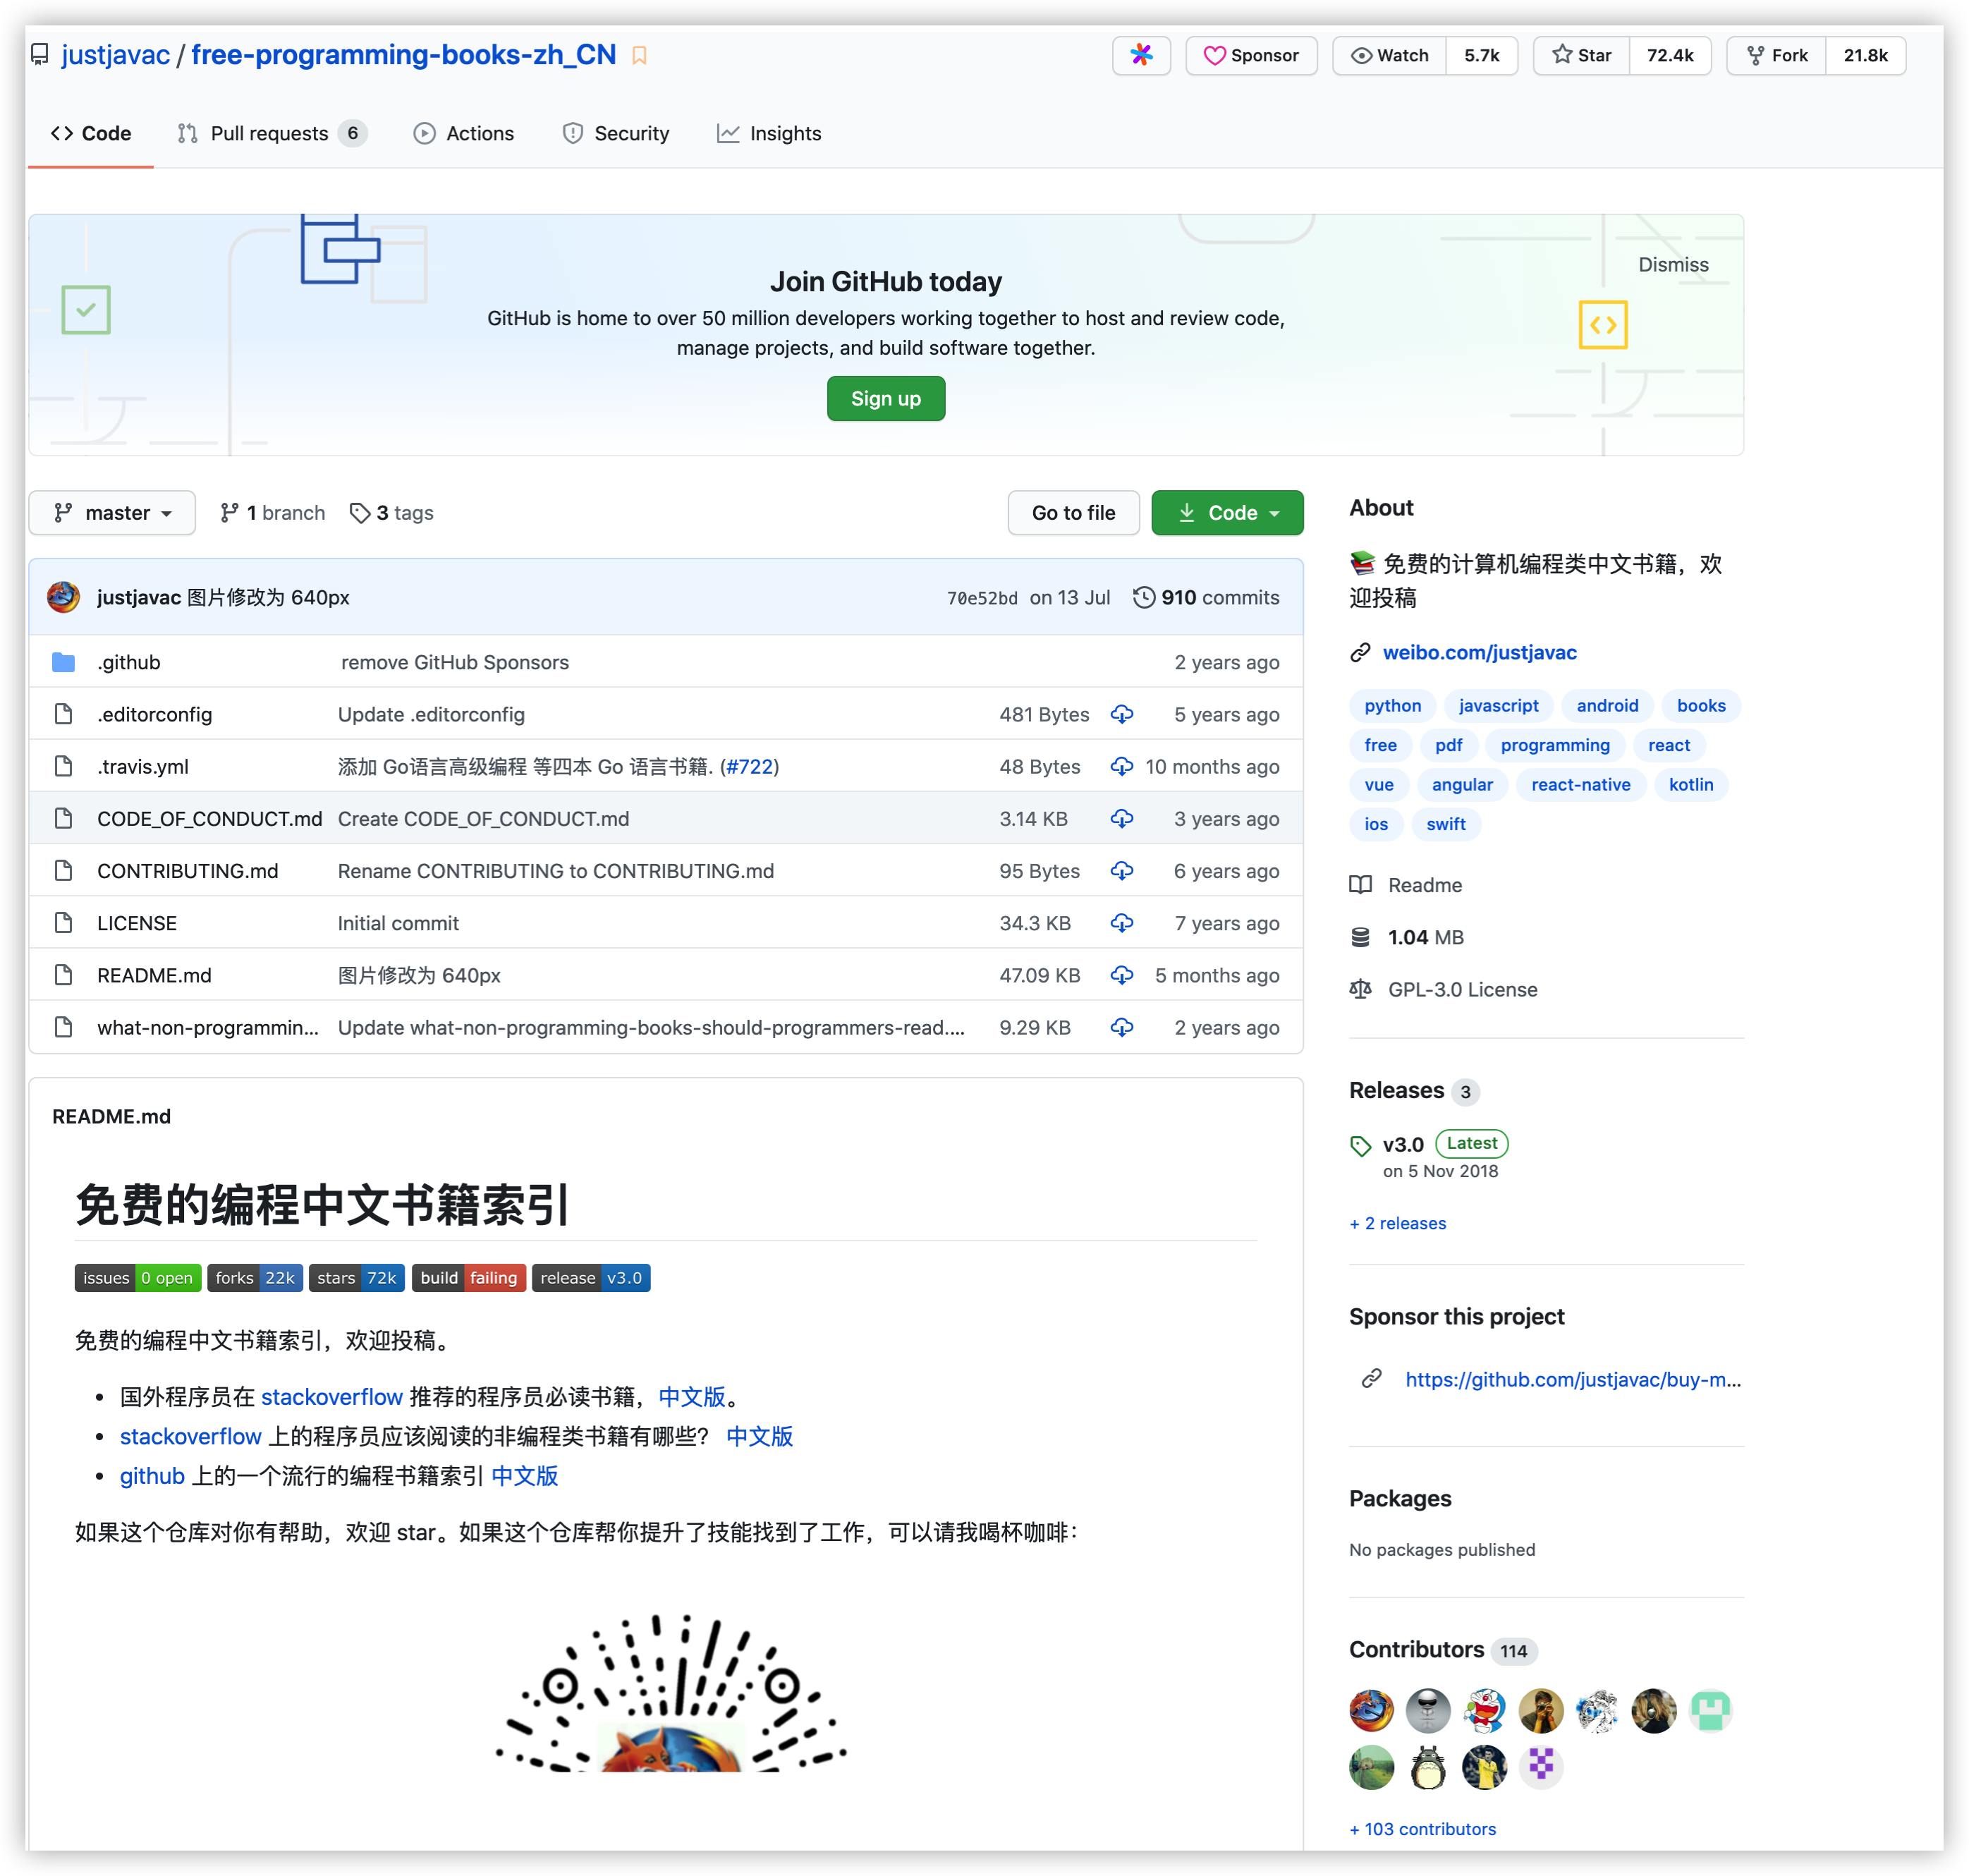 justjavac / free-programming-books-zh_CN
Sponsor
Watch 5.7k
Star 72.4k
Fork 21.8k
Code
Pull requests 6
Actions
Security
Insights
Join GitHub today
Dismiss
GitHub is home to over 50 million developers working together to host and review code,
manage projects, and build software together.
Sign up
master
1 branch
3 tags
Go to file
Code
justjavac 图片修改为 640px 70e52bd on 13 Jul 910 commits
.github remove GitHub Sponsors 2 years ago
.editorconfig Update .editorconfig 481 Bytes 5 years ago
.travis.yml 添加 Go语言高级编程 等四本 Go 语言书籍. (#722) 48 Bytes 10 months ago
CODE_OF_CONDUCT.md Create CODE_OF_CONDUCT.md 3.14 KB 3 years ago
CONTRIBUTING.md Rename CONTRIBUTING to CONTRIBUTING.md 95 Bytes 6 years ago
LICENSE Initial commit 34.3 KB 7 years ago
README.md 图片修改为 640px 47.09 KB 5 months ago
what-non-programmin... Update what-non-programming-books-should-programmers-read.... 9.29 KB 2 years ago
README.md
免费的编程中文书籍索引
issues 0 open forks 22k stars 72k build failing release v3.0
免费的编程中文书籍索引，欢迎投稿。
• 国外程序员在 stackoverflow 推荐的程序员必读书籍，中文版。
• stackoverflow 上的程序员应该阅读的非编程类书籍有哪些？ 中文版
• github 上的一个流行的编程书籍索引 中文版
如果这个仓库对你有帮助，欢迎 star。如果这个仓库帮你提升了技能找到了工作，可以请我喝杯咖啡：
About
免费的计算机编程类中文书籍，欢
迎投稿
weibo.com/justjavac
python javascript android books
free pdf programming react
vue angular react-native kotlin
ios swift
Readme
1.04 MB
GPL-3.0 License
Releases 3
v3.0 Latest
on 5 Nov 2018
+ 2 releases
Sponsor this project
https://github.com/justjavac/buy-m...
Packages
No packages published
Contributors 114
+ 103 contributors